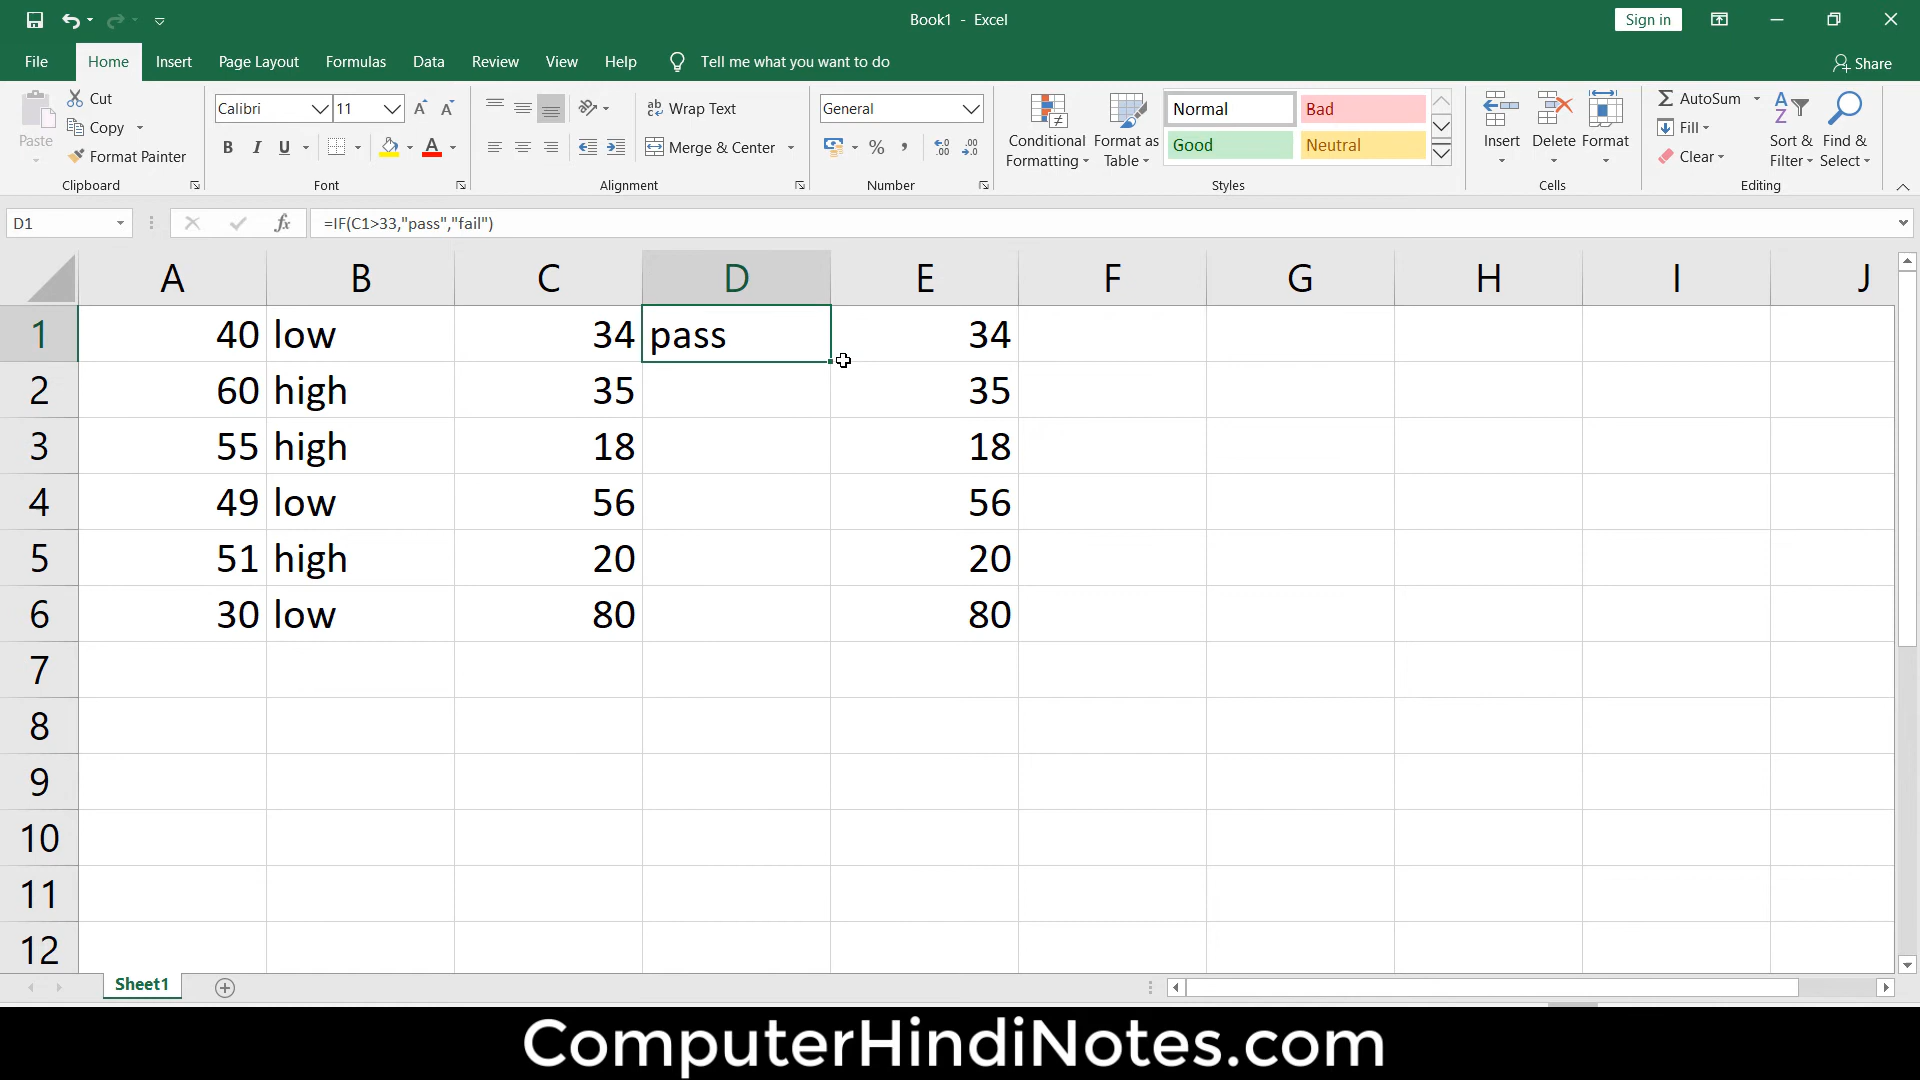 Book1 - Excel
Sign in
File Home Insert Page Layout Formulas Data Review View Help Tell me what you want to do Share
Paste
Cut
Copy
Format Painter
Clipboard
Calibri 11
B I U A
Font
Wrap Text
Merge & Center
Alignment
General
%
Number
Conditional Formatting
Format as Table
Normal Bad
Good Neutral
Styles
Insert Delete Format
Cells
AutoSum
Fill
Clear
Sort & Filter
Find & Select
Editing
D1 fx =IF(C1>33,"pass","fail")
A B C D E F G H I J
1 40 low 34 pass 34
2 60 high 35 35
3 55 high 18 18
4 49 low 56 56
5 51 high 20 20
6 30 low 80 80
7
8
9
10
11
12
Sheet1
ComputerHindiNotes.com